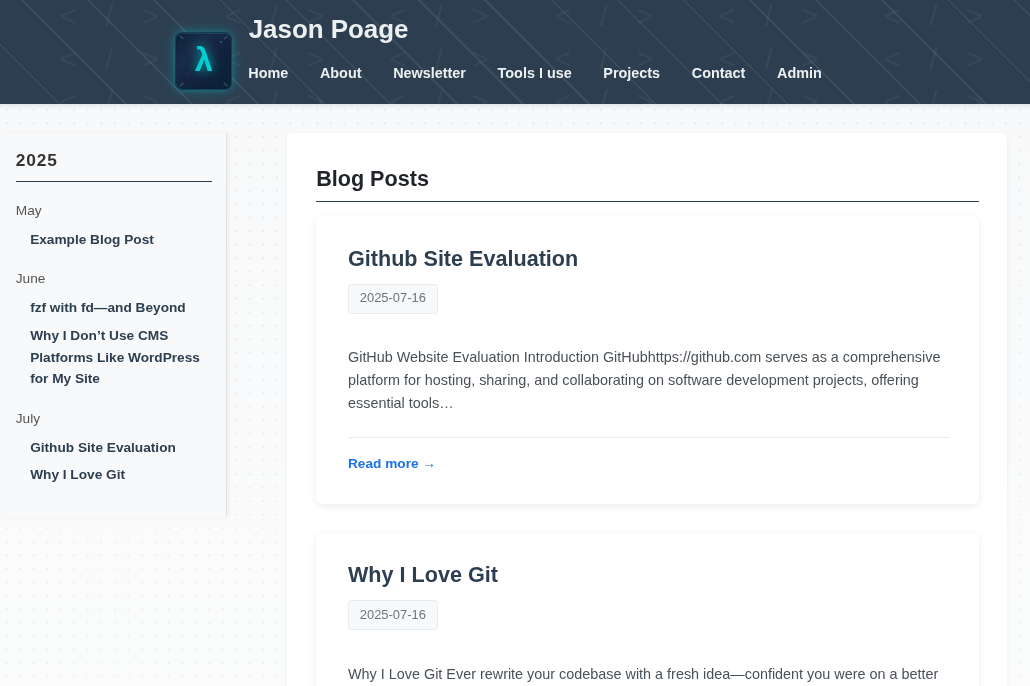 Jason Poage
λ
Home About Newsletter Tools I use Projects Contact Admin
2025
May
Example Blog Post
June
fzf with fd—and Beyond
Why I Don’t Use CMS
Platforms Like WordPress
for My Site
July
Github Site Evaluation
Why I Love Git
Blog Posts
Github Site Evaluation
2025-07-16
GitHub Website Evaluation Introduction GitHubhttps://github.com serves as a comprehensive
platform for hosting, sharing, and collaborating on software development projects, offering
essential tools…
Read more →
Why I Love Git
2025-07-16
Why I Love Git Ever rewrite your codebase with a fresh idea—confident you were on a better